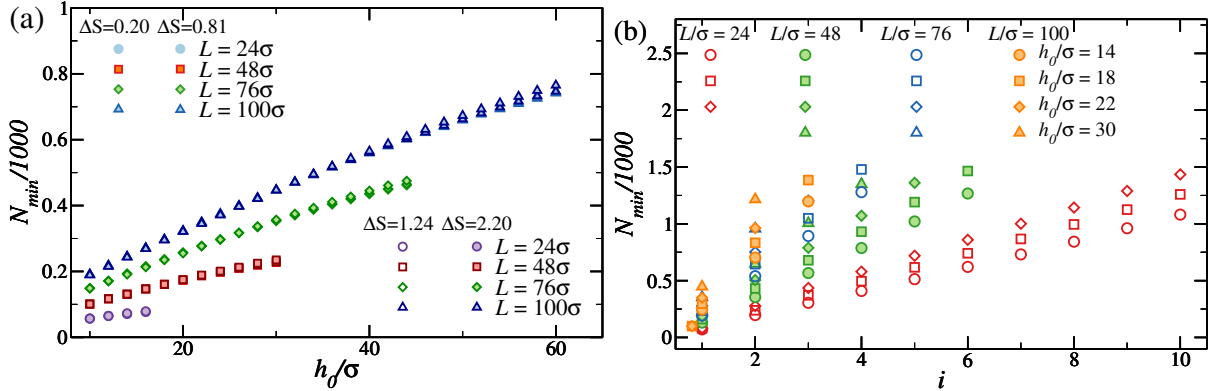 (a)
ΔS=0.20 ΔS=0.81
L = 24σ
L = 48σ
L = 76σ
L = 100σ
ΔS=1.24 ΔS=2.20
L = 24σ
L = 48σ
L = 76σ
L = 100σ
N_min/1000
1
0.8
0.6
0.4
0.2
0
20 40 60
h_0/σ
(b)
L/σ = 24 L/σ = 48 L/σ = 76 L/σ = 100
h_0/σ = 14
h_0/σ = 18
h_0/σ = 22
h_0/σ = 30
N_min/1000
2.5
2
1.5
1
0.5
0
2 4 6 8 10
i